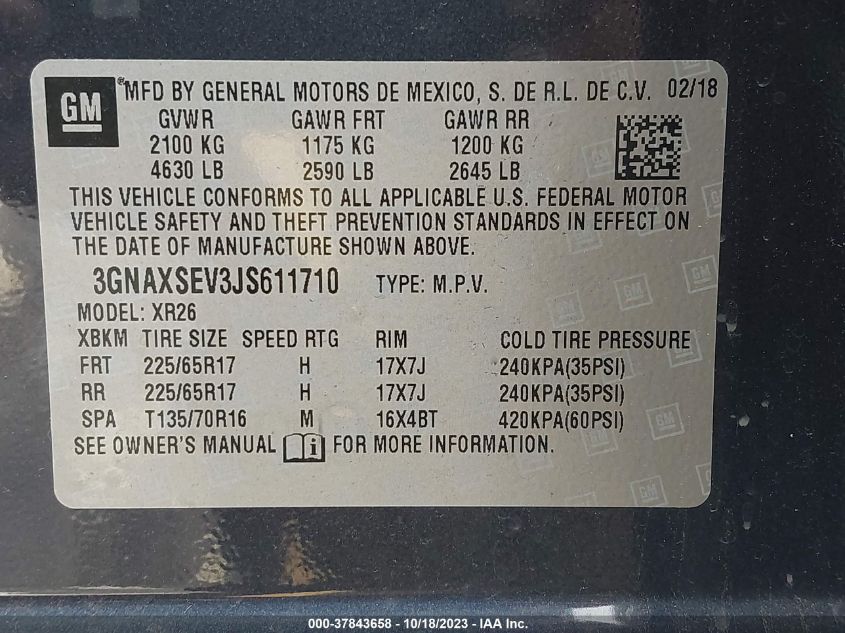 GM ® MFD BY GENERAL MOTORS DE MEXICO, S. DE R.L. DE C.V. 02/18
GVWR GAWR FRT GAWR RR
2100 KG 1175 KG 1200 KG
4630 LB 2590 LB 2645 LB
THIS VEHICLE CONFORMS TO ALL APPLICABLE U.S. FEDERAL MOTOR
VEHICLE SAFETY AND THEFT PREVENTION STANDARDS IN EFFECT ON
THE DATE OF MANUFACTURE SHOWN ABOVE.
3GNAXSEV3JS611710 TYPE: M.P.V.
MODEL: XR26
XBKM TIRE SIZE SPEED RTG RIM COLD TIRE PRESSURE
FRT 225/65R17 H 17X7J 240KPA(35PSI)
RR 225/65R17 H 17X7J 240KPA(35PSI)
SPA T135/70R16 M 16X4BT 420KPA(60PSI)
SEE OWNER'S MANUAL i FOR MORE INFORMATION.
000-37843658 - 10/18/2023 - IAA Inc.